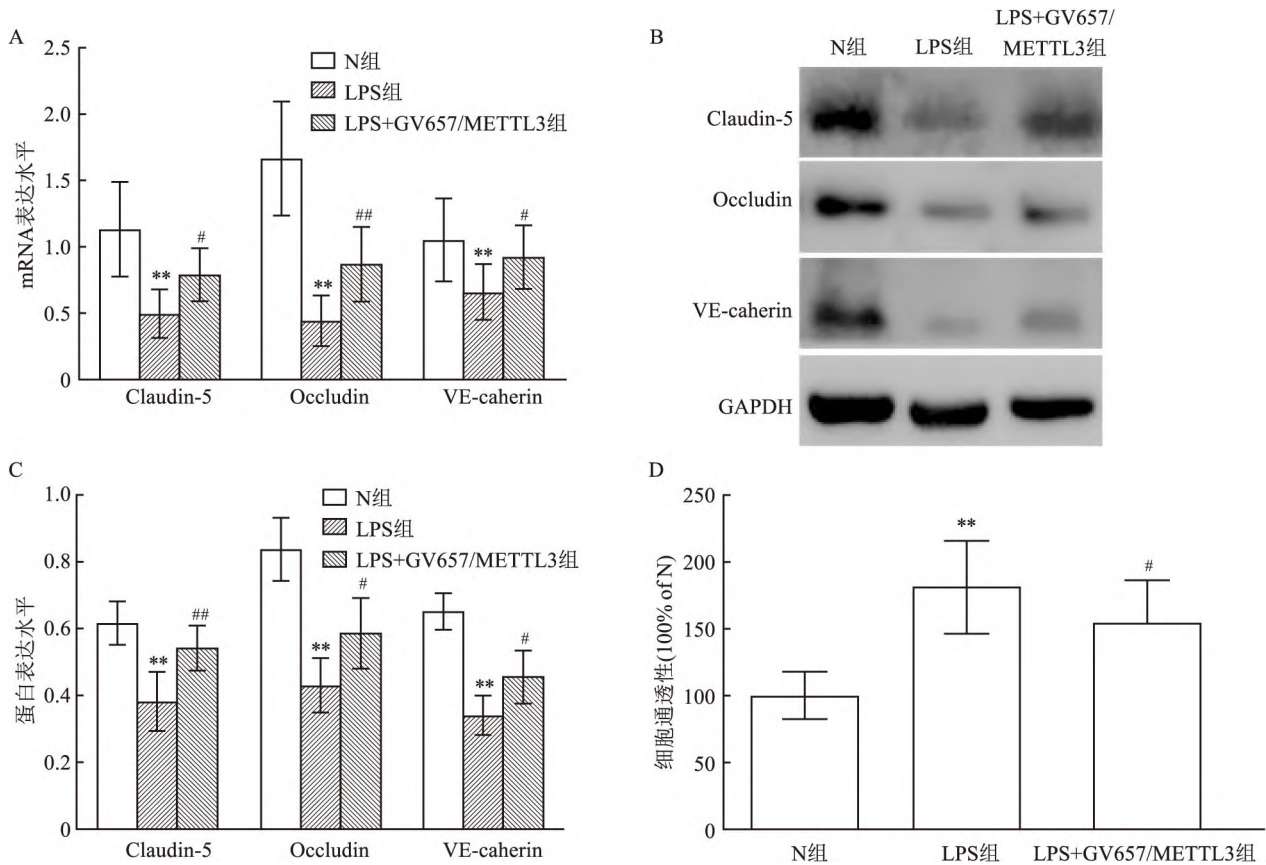 A
2.5
2.0
1.5
1.0
0.5
0
mRNA表达水平
N组
LPS组
LPS+GV657/METTL3组
** # ** ## ** #
Claudin-5 Occludin VE-caherin
B
N组 LPS组 LPS+GV657/
METTL3组
Claudin-5
Occludin
VE-caherin
GAPDH
C
1.0
0.8
0.6
0.4
0.2
0
蛋白表达水平
N组
LPS组
LPS+GV657/METTL3组
** ## ** # ** #
Claudin-5 Occludin VE-caherin
D
250
200
150
100
50
0
细胞通透性(100% of N)
** #
N组 LPS组 LPS+GV657/METTL3组